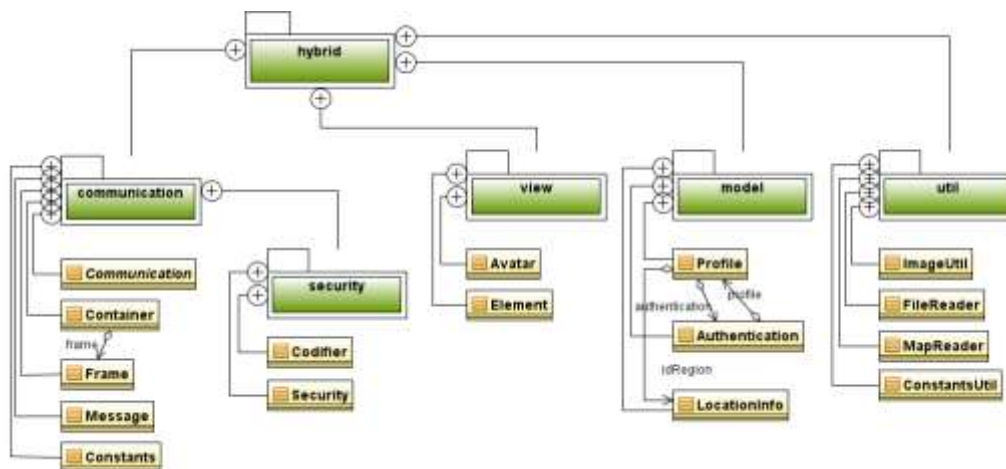 hybrid
communication
view
model
util
Communication
Container
frame
Frame
Message
Constants
security
Codifier
Security
Avatar
Element
Profile
authentication
profile
Authentication
idRegion
LocationInfo
ImageUtil
FileReader
MapReader
ConstantsUtil